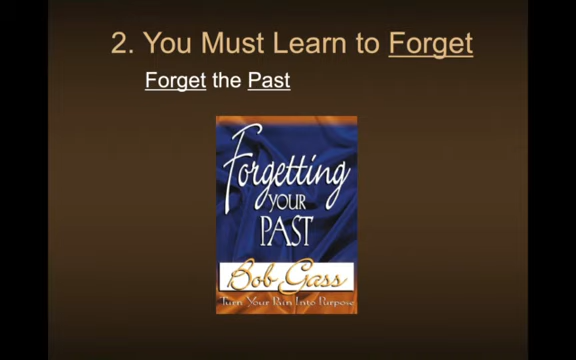 2. You Must Learn to Forget
Forget the Past
Forgetting
YOUR
PAST
Bob Gass
Turn Your Pain Into Purpose